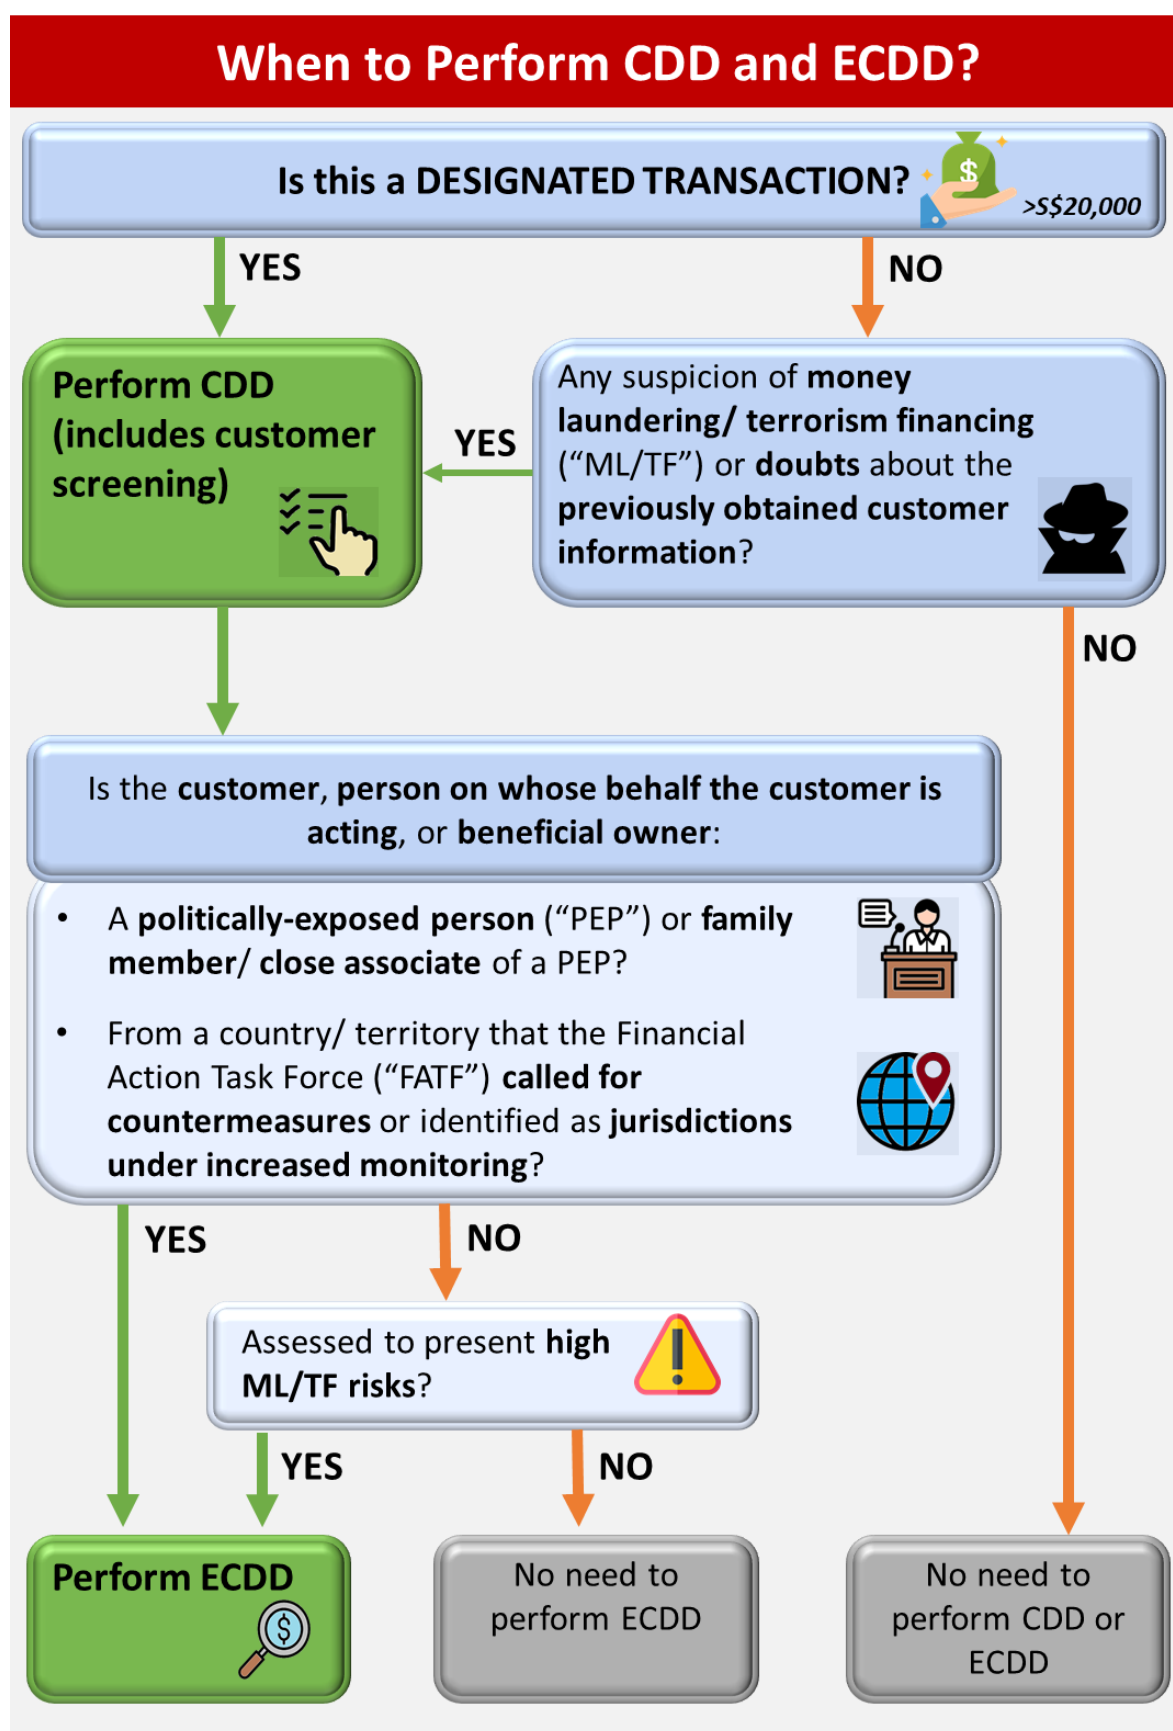 When to Perform CDD and ECDD?
Is this a DESIGNATED TRANSACTION?
$
>S$20,000
YES
NO
Perform CDD
(includes customer
screening)
YES
Any suspicion of money
laundering/ terrorism financing
(“ML/TF”) or doubts about the
previously obtained customer
information?
NO
Is the customer, person on whose behalf the customer is
acting, or beneficial owner:
• A politically-exposed person (“PEP”) or family
member/ close associate of a PEP?
• From a country/ territory that the Financial
Action Task Force (“FATF”) called for
countermeasures or identified as jurisdictions
under increased monitoring?
YES
NO
Assessed to present high
ML/TF risks?
YES
NO
Perform ECDD
$
No need to
perform ECDD
No need to
perform CDD or
ECDD